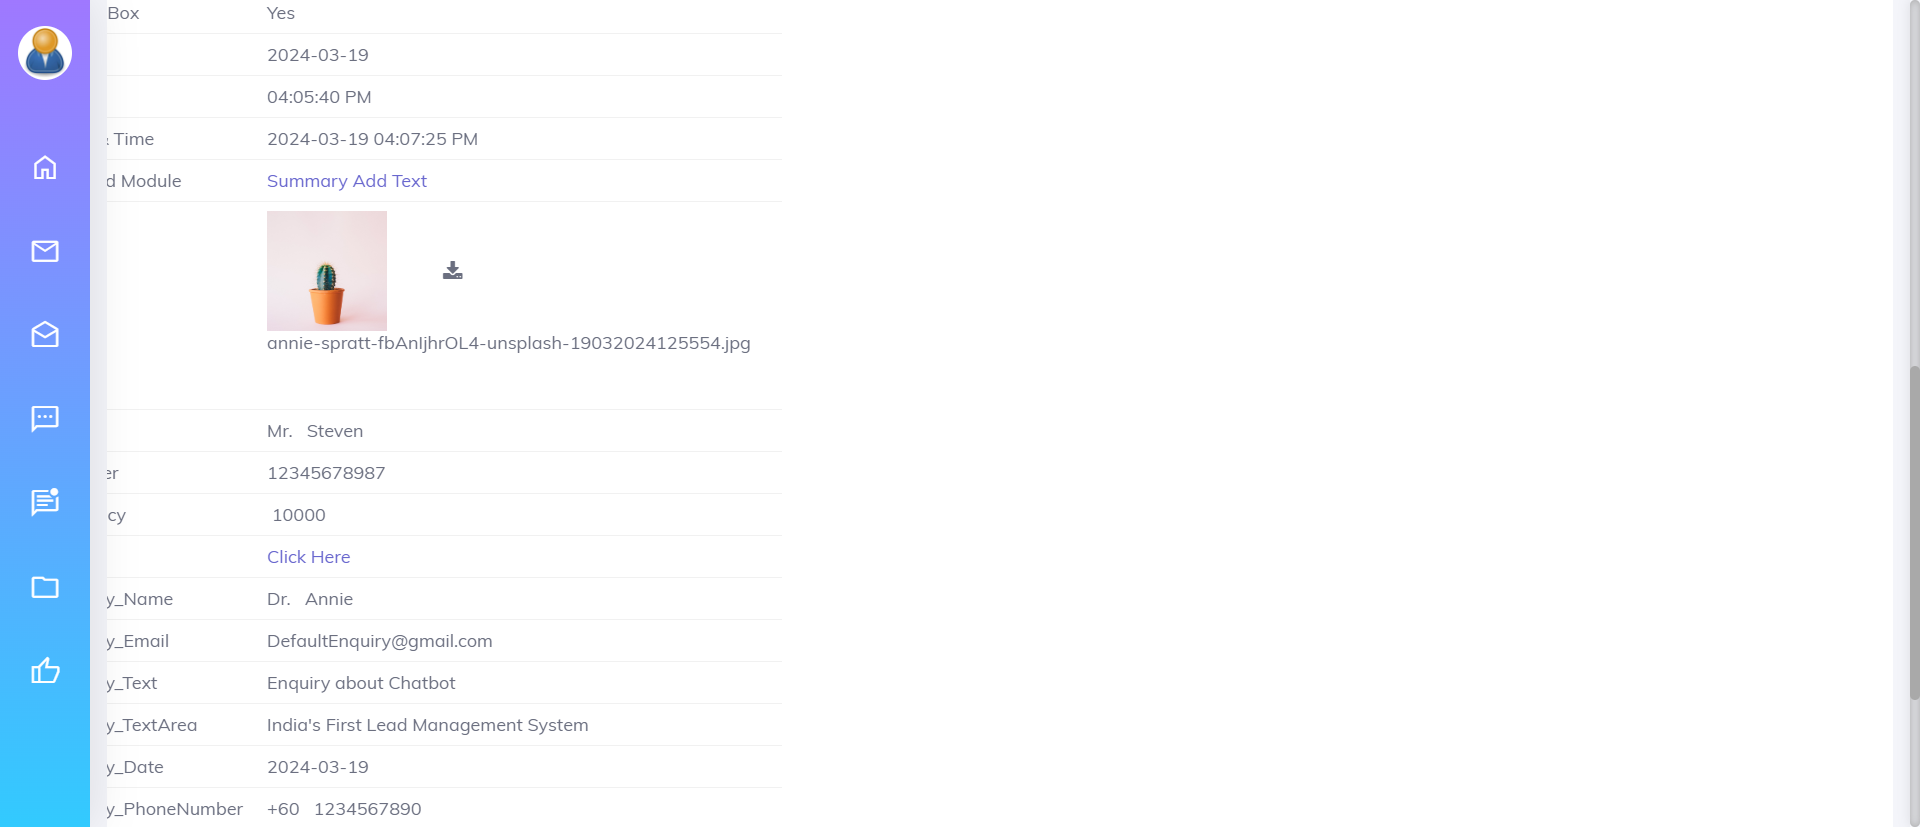 Box Yes
2024-03-19
04:05:40 PM
& Time 2024-03-19 04:07:25 PM
d Module Summary Add Text
annie-spratt-fbAnIjhrOL4-unsplash-19032024125554.jpg
Mr. Steven
er 12345678987
cy 10000
Click Here
y_Name Dr. Annie
y_Email DefaultEnquiry@gmail.com
y_Text Enquiry about Chatbot
y_TextArea India's First Lead Management System
y_Date 2024-03-19
y_PhoneNumber +60 1234567890